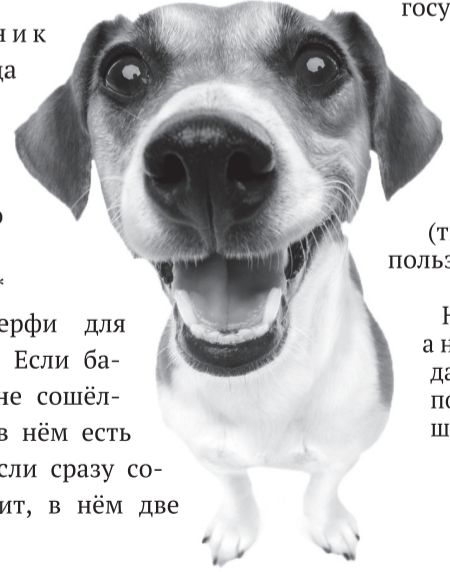 ник
да
о
ерфи для
Если ба-
не сошёл-
в нём есть
сли сразу со-
ит, в нём две
госу
(т
польз
Н
а н
да
по
ш